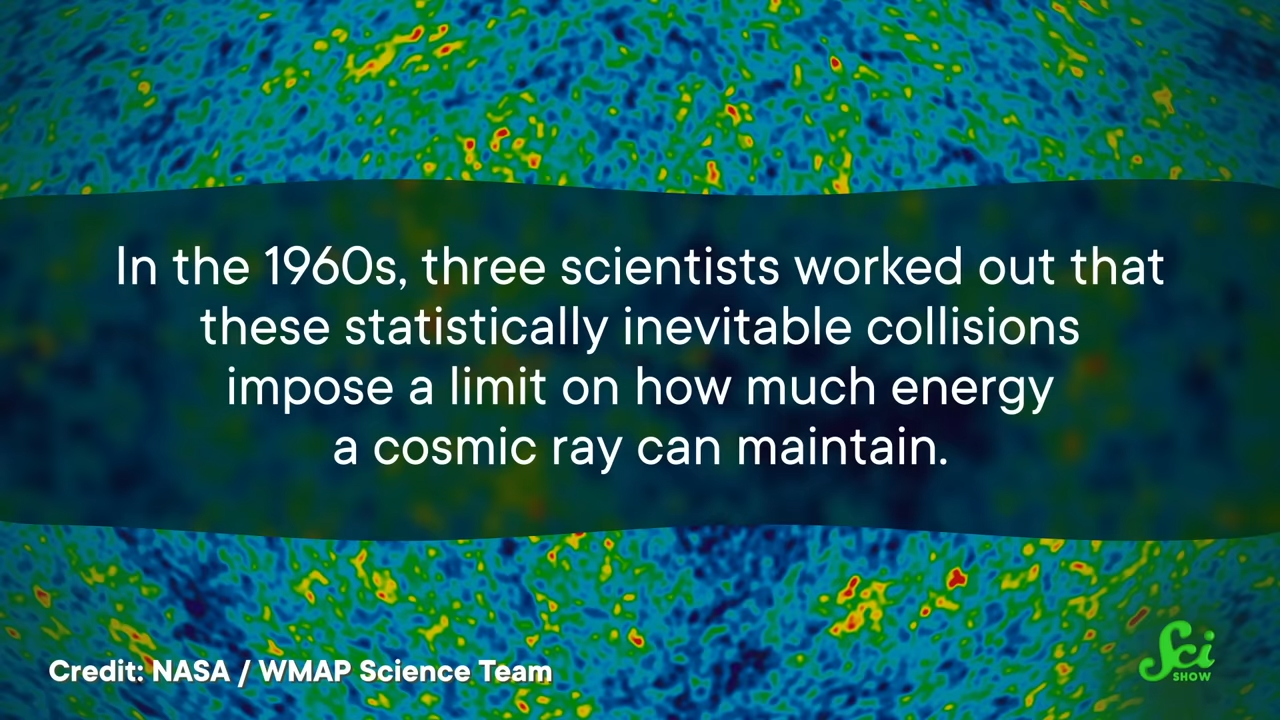 In the 1960s, three scientists worked out that
these statistically inevitable collisions
impose a limit on how much energy
a cosmic ray can maintain.
Credit: NASA / WMAP Science Team
Sci
SHOW